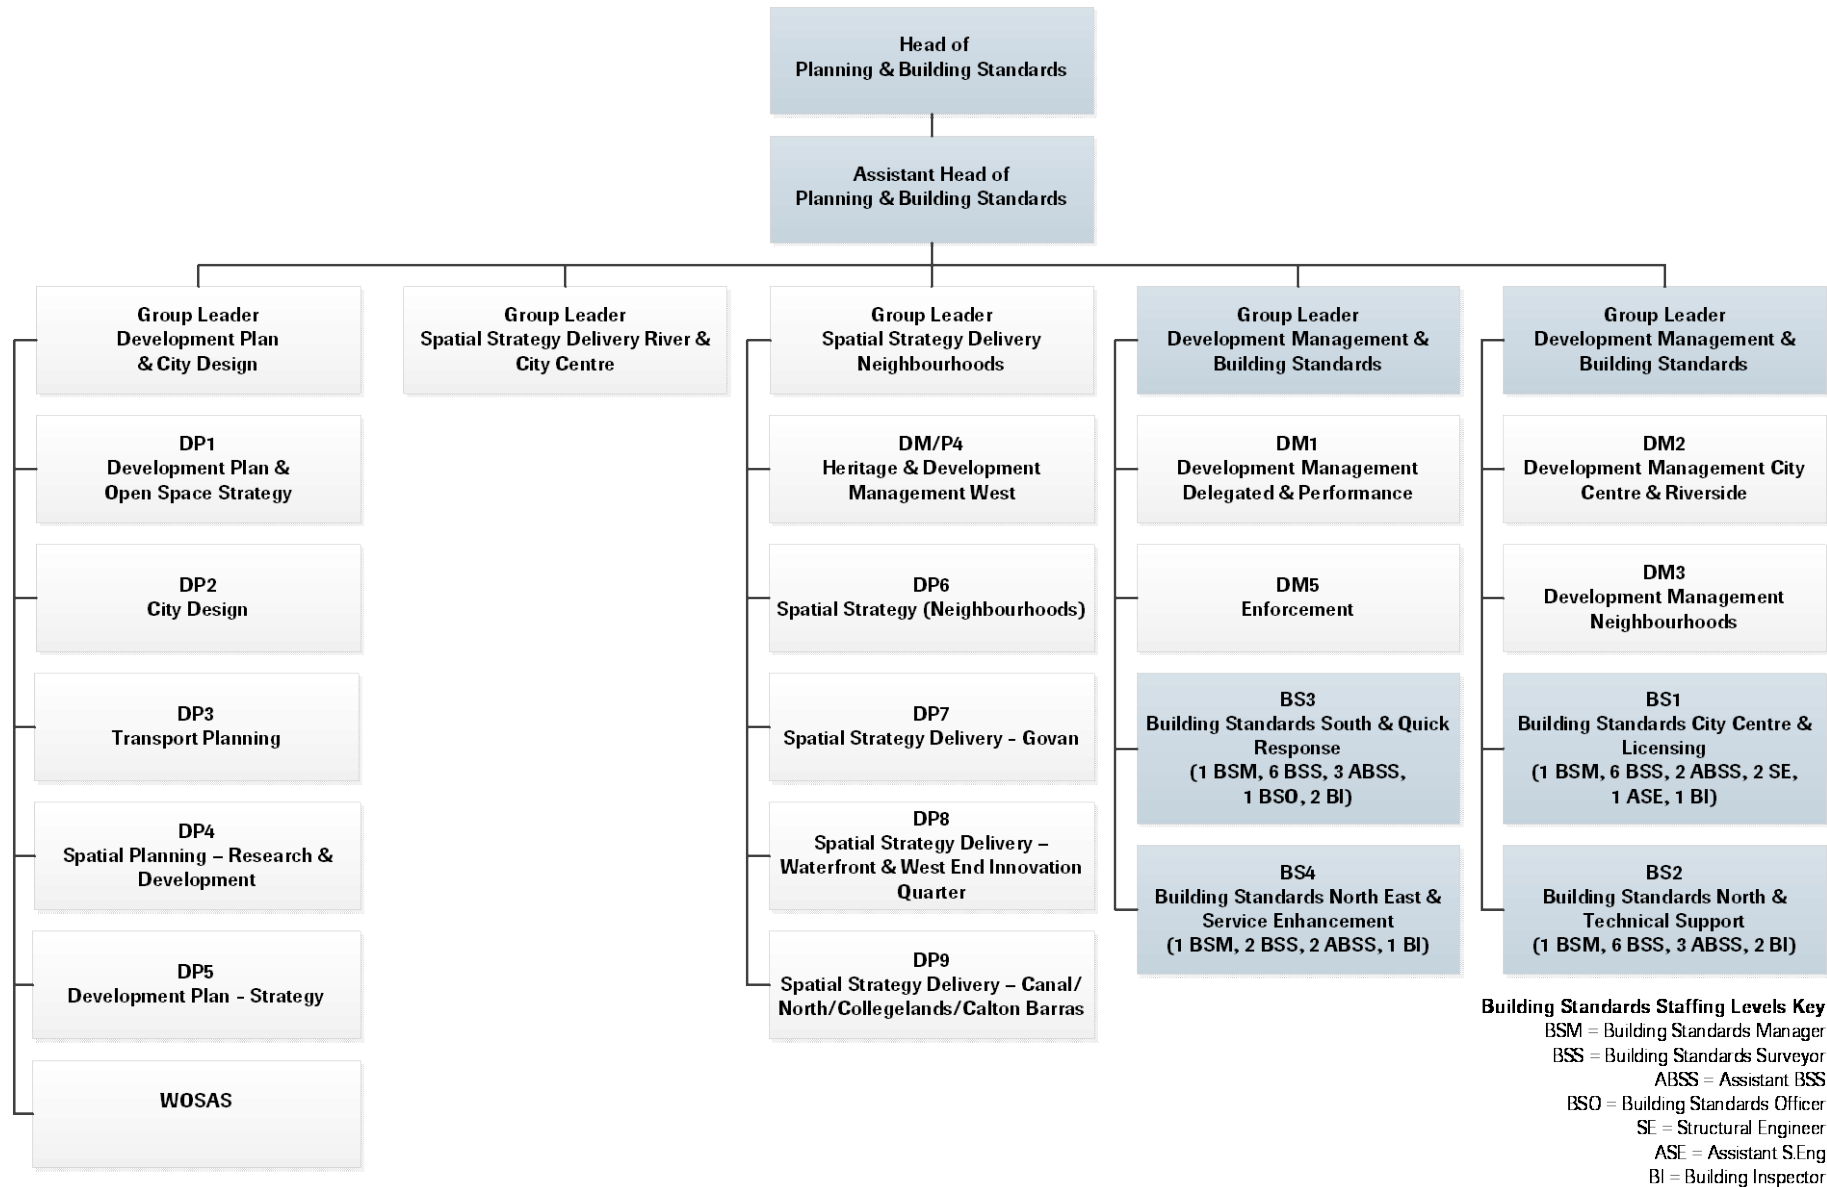 Head of
Planning & Building Standards
Assistant Head of
Planning & Building Standards
Group Leader
Development Plan
& City Design
Group Leader
Spatial Strategy Delivery River &
City Centre
Group Leader
Spatial Strategy Delivery
Neighbourhoods
Group Leader
Development Management &
Building Standards
Group Leader
Development Management &
Building Standards
DP1
Development Plan &
Open Space Strategy
DP2
City Design
DP3
Transport Planning
DP4
Spatial Planning – Research &
Development
DP5
Development Plan - Strategy
WOSAS
DM/P4
Heritage & Development
Management West
DP6
Spatial Strategy (Neighbourhoods)
DP7
Spatial Strategy Delivery - Govan
DP8
Spatial Strategy Delivery –
Waterfront & West End Innovation
Quarter
DP9
Spatial Strategy Delivery – Canal/
North/Collegelands/Calton Barras
DM1
Development Management
Delegated & Performance
DM5
Enforcement
BS3
Building Standards South & Quick
Response
(1 BSM, 6 BSS, 3 ABSS,
1 BSO, 2 BI)
BS4
Building Standards North East &
Service Enhancement
(1 BSM, 2 BSS, 2 ABSS, 1 BI)
DM2
Development Management City
Centre & Riverside
DM3
Development Management
Neighbourhoods
BS1
Building Standards City Centre &
Licensing
(1 BSM, 6 BSS, 2 ABSS, 2 SE,
1 ASE, 1 BI)
BS2
Building Standards North &
Technical Support
(1 BSM, 6 BSS, 3 ABSS, 2 BI)
Building Standards Staffing Levels Key
BSM = Building Standards Manager
BSS = Building Standards Surveyor
ABSS = Assistant BSS
BSO = Building Standards Officer
SE = Structural Engineer
ASE = Assistant S.Eng
BI = Building Inspector